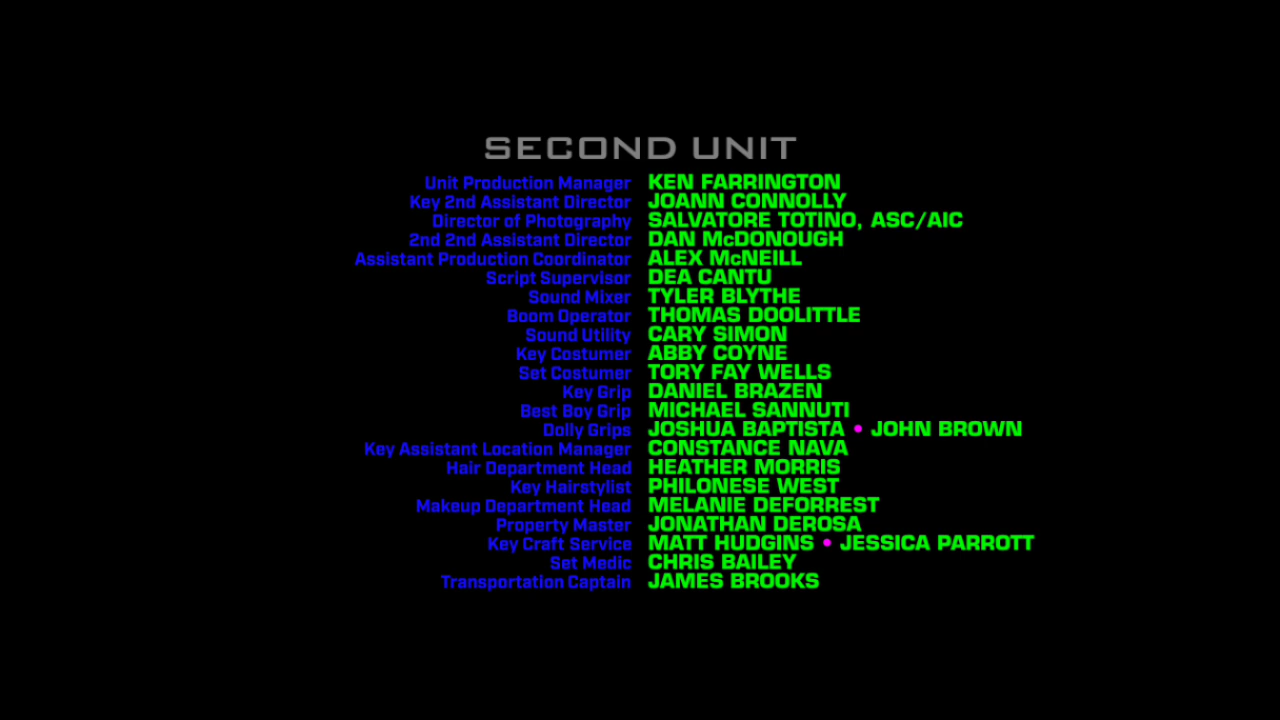 SECOND UNIT
Unit Production Manager KEN FARRINGTON
Key 2nd Assistant Director JOANN CONNOLLY
Director of Photography SALVATORE TOTINO, ASC/AIC
2nd 2nd Assistant Director DAN McDONOUGH
Assistant Production Coordinator ALEX McNEILL
Script Supervisor DEA CANTU
Sound Mixer TYLER BLYTHE
Boom Operator THOMAS DOOLITTLE
Sound Utility CARY SIMON
Key Costumer ABBY COYNE
Set Costumer TORY FAY WELLS
Key Grip DANIEL BRAZEN
Best Boy Grip MICHAEL SANNUTI
Dolly Grips JOSHUA BAPTISTA • JOHN BROWN
Key Assistant Location Manager CONSTANCE NAVA
Hair Department Head HEATHER MORRIS
Key Hairstylist PHILONESE WEST
Makeup Department Head MELANIE DEFORREST
Property Master JONATHAN DEROSA
Key Craft Service MATT HUDGINS • JESSICA PARROTT
Set Medic CHRIS BAILEY
Transportation Captain JAMES BROOKS